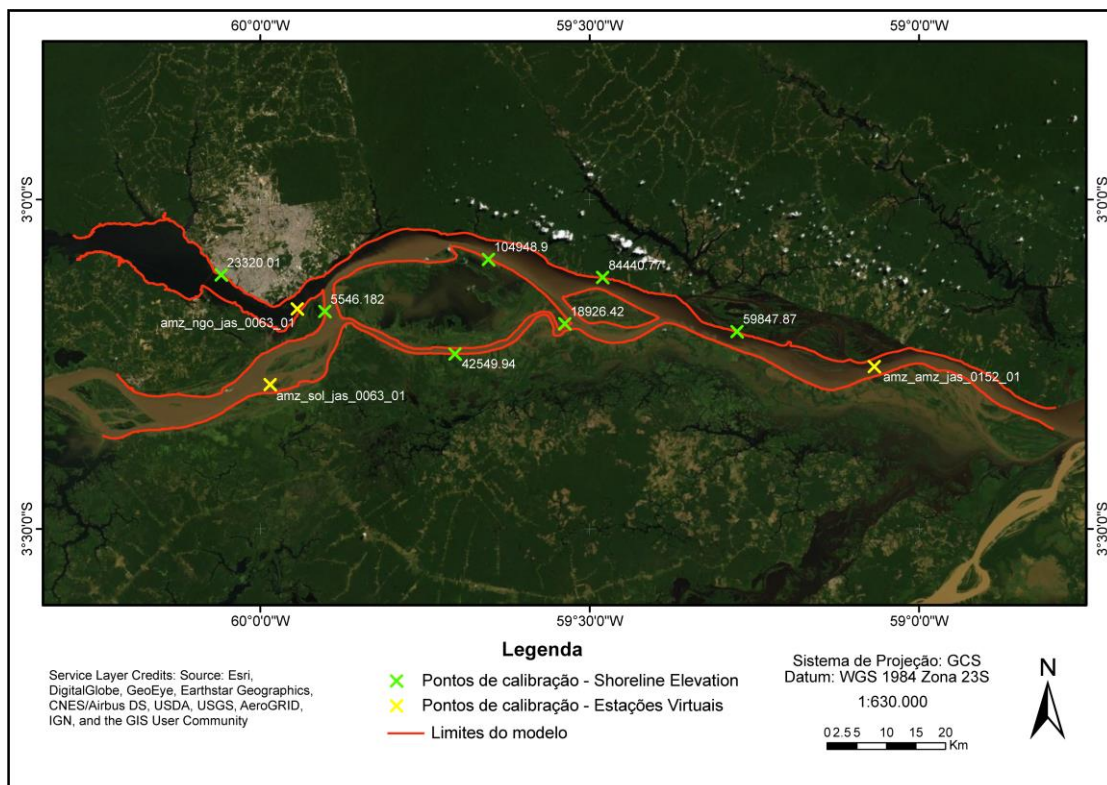 60°0'0"W
59°30'0"W
59°0'0"W
3°0'0"S
3°0'0"S
104948.9
23320.01
84440.77
5546.182
18926.42
59847.87
amz_ngo_jas_0063_01
42549.94
amz_amz_jas_0152_01
amz_sol_jas_0063_01
3°30'0"S
3°30'0"S
60°0'0"W
59°30'0"W
59°0'0"W
Legenda
Service Layer Credits: Source: Esri,
DigitalGlobe, GeoEye, Earthstar Geographics,
CNES/Airbus DS, USDA, USGS, AeroGRID,
IGN, and the GIS User Community
Pontos de calibração - Shoreline Elevation
Pontos de calibração - Estações Virtuais
Limites do modelo
Sistema de Projeção: GCS
Datum: WGS 1984 Zona 23S
1:630.000
0 2.5 5 10 15 20
Km
N